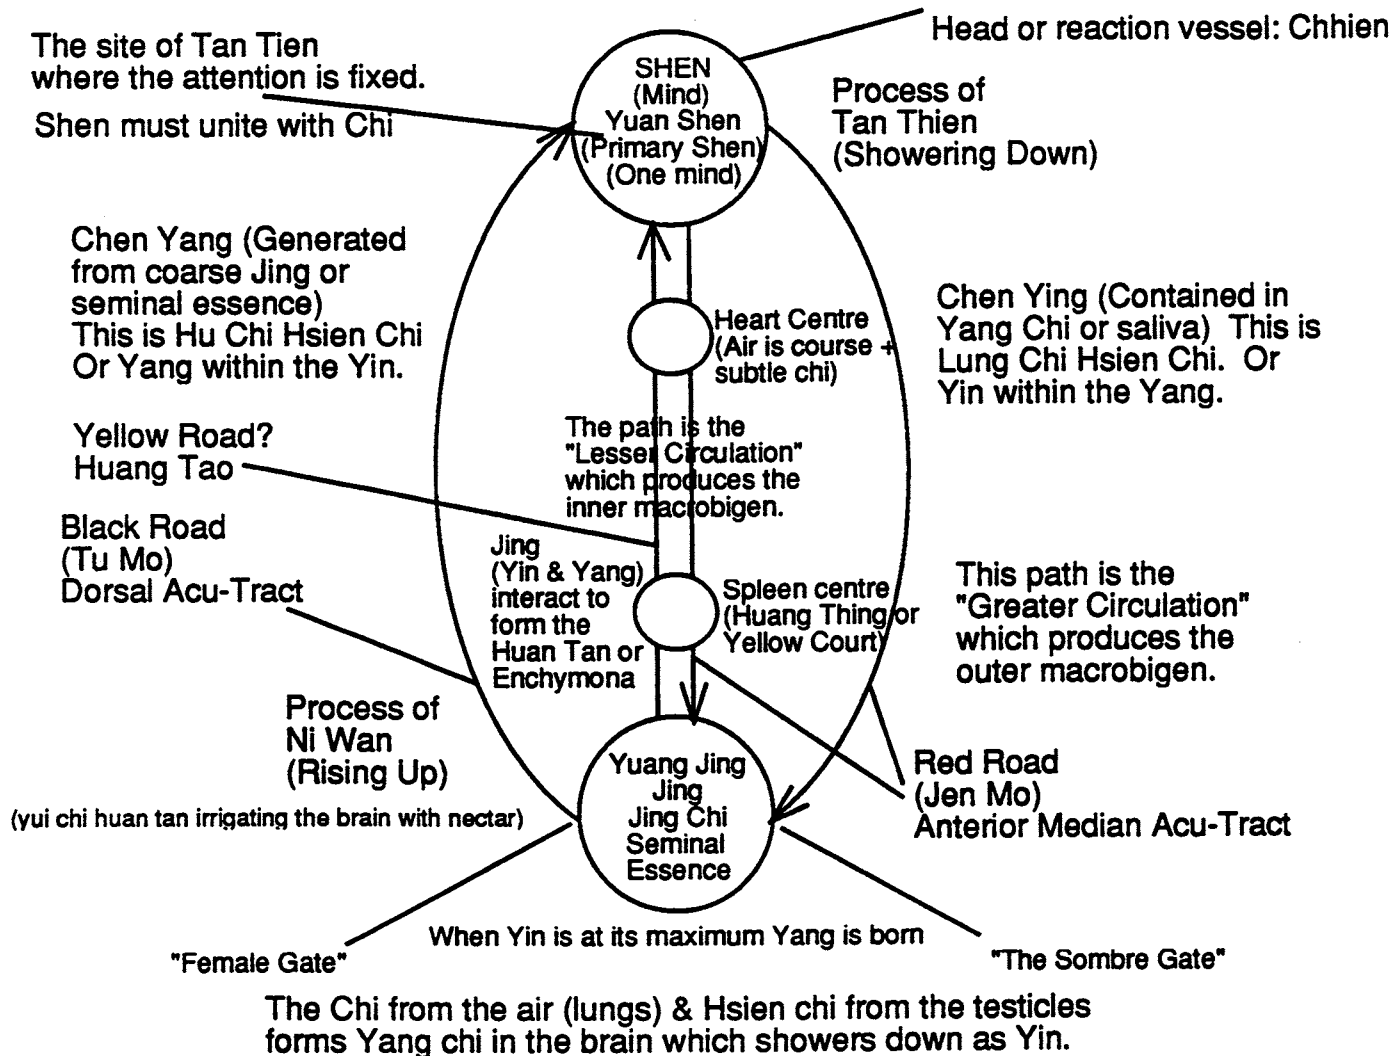 The site of Tan Tien
where the attention is fixed.
Shen must unite with Chi
Head or reaction vessel: Chhien
SHEN
(Mind)
Yuan Shen
(Primary Shen)
(One mind)
Process of
Tan Thien
(Showering Down)
Chen Yang (Generated
from coarse Jing or
seminal essence)
This is Hu Chi Hsien Chi
Or Yang within the Yin.
Heart Centre
(Air is course +
subtle chi)
Chen Ying (Contained in
Yang Chi or saliva)  This is
Lung Chi Hsien Chi.  Or
Yin within the Yang.
Yellow Road?
Huang Tao
The path is the
"Lesser Circulation"
which produces the
inner macrobigen.
Black Road
(Tu Mo)
Dorsal Acu-Tract
Jing
(Yin & Yang)
interact to
form the
Huan Tan or
Enchymona
Spleen centre
(Huang Thing or
Yellow Court)
This path is the
"Greater Circulation"
which produces the
outer macrobigen.
Process of
Ni Wan
(Rising Up)
(yui chi huan tan irrigating the brain with nectar)
Yuang Jing
Jing
Jing Chi
Seminal
Essence
Red Road
(Jen Mo)
Anterior Median Acu-Tract
"Female Gate"
When Yin is at its maximum Yang is born
"The Sombre Gate"
The Chi from the air (lungs) & Hsien chi from the testicles
forms Yang chi in the brain which showers down as Yin.